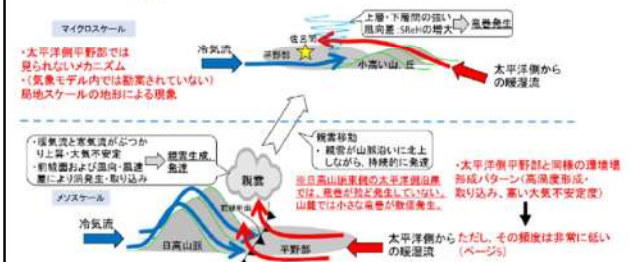 マイクロスケール
・太平洋側平野部では
見られないメカニズム
・(気象モデル内では勘案されていない)
局地スケールの地形による現象
上層・下層間の強い
風向差:SReHの増大
竜巻発生
佐呂間
冷気流
平野部
小高い山、丘
太平洋側から
の暖湿流
・暖気流と寒気流がぶつか
り上昇・大気不安定
・前線面および風向・風速
差により渦発生・取り込み
親雲生成、
発達
親雲移動
・親雲が山脈沿いに北上
しながら、持続的に発達
親雲
※日高山脈東側の太平洋沿岸
では、竜巻が殆ど発生していない。
山麓では小さな竜巻が数個発生。
・太平洋側平野部と同様の環境場
形成パターン(高渦度形成・
取り込み、高い大気不安定度)
メソスケール
冷気流
日高山脈
平野部
太平洋側から
の暖湿流
ただし、その頻度は非常に低い
(ページ5)